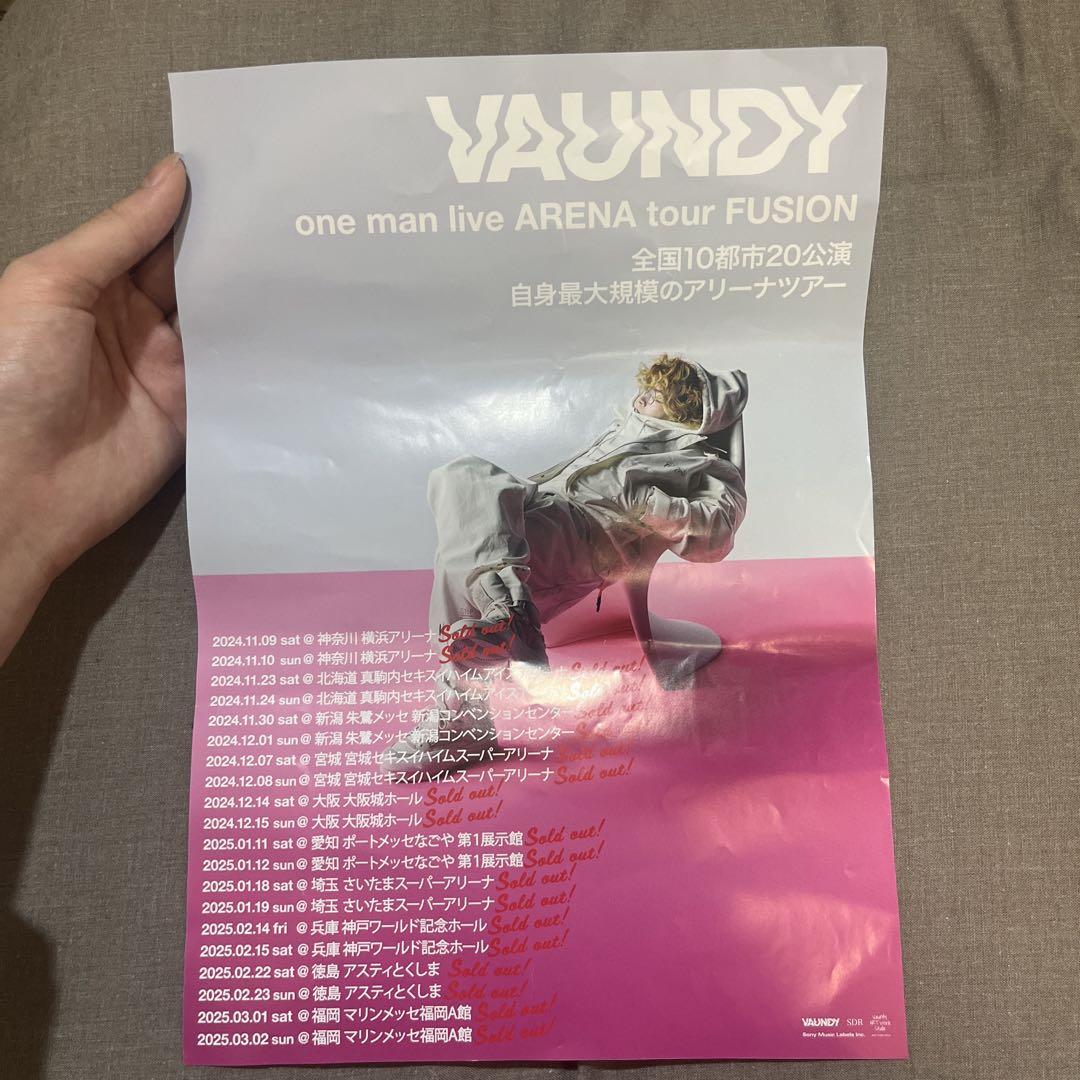 VAUNDY
one man live ARENA tour FUSION
全国10都市20公演
自身最大規模のアリーナツアー
2024.11.09 sat @ 神奈川 横浜アリーナ Sold out!
2024.11.10 sun @ 神奈川 横浜アリーナ Sold out!
2024.11.23 sat @ 北海道 真駒内セキスイハイムアイス Sold out!
2024.11.24 sun @ 北海道 真駒内セキスイハイムアイス Sold out!
2024.11.30 sat @ 新潟 朱鷺メッセ 新潟コンベンションセンター Sold out!
2024.12.01 sun @ 新潟 朱鷺メッセ 新潟コンベンションセンター
2024.12.07 sat @ 宮城 宮城セキスイハイムスーパーアリーナ Sold out!
2024.12.08 sun @ 宮城 宮城セキスイハイムスーパーアリーナ Sold out!
2024.12.14 sat @ 大阪 大阪城ホール Sold out!
2024.12.15 sun @ 大阪 大阪城ホール Sold out!
2025.01.11 sat @ 愛知 ポートメッセなごや 第1展示館 Sold out!
2025.01.12 sun @ 愛知 ポートメッセなごや 第1展示館 Sold out!
2025.01.18 sat @ 埼玉 さいたまスーパーアリーナ Sold out!
2025.01.19 sun @ 埼玉 さいたまスーパーアリーナ Sold out!
2025.02.14 fri @ 兵庫 神戸ワールド記念ホール Sold out!
2025.02.15 sat @ 兵庫 神戸ワールド記念ホール Sold out!
2025.02.22 sat @ 徳島 アスティとくしま Sold out!
2025.02.23 sun @ 徳島 アスティとくしま Sold out!
2025.03.01 sat @ 福岡 マリンメッセ福岡A館 Sold out!
2025.03.02 sun @ 福岡 マリンメッセ福岡A館 Sold out!
VAUNDY SDR
Sony Music Labels Inc.